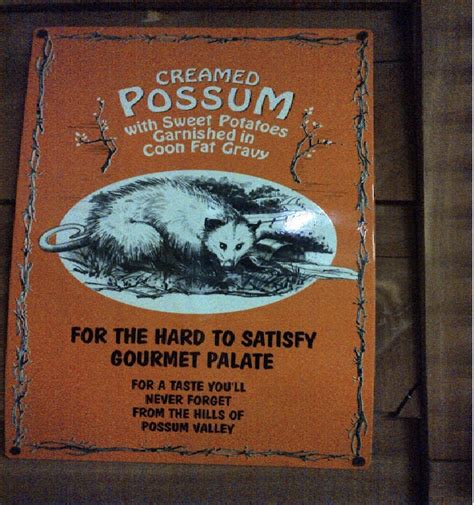 CREAMED
POSSUM
with Sweet Potatoes
Garnished in
Coon Fat Gravy
FOR THE HARD TO SATISFY
GOURMET PALATE
FOR A TASTE YOU'LL
NEVER FORGET
FROM THE HILLS OF
POSSUM VALLEY